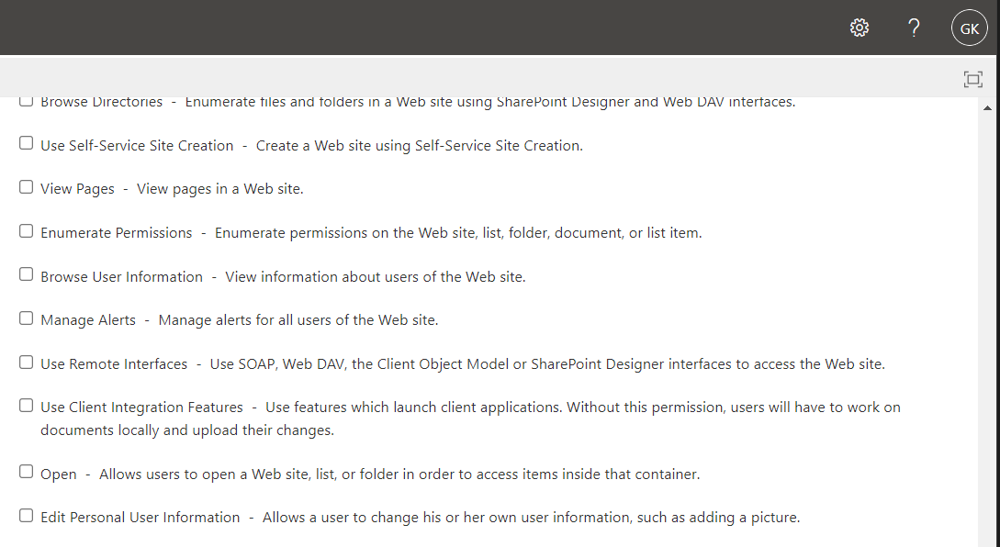 ?
GK
Browse Directories - Enumerate files and folders in a Web site using SharePoint Designer and Web DAV interfaces.
Use Self-Service Site Creation - Create a Web site using Self-Service Site Creation.
View Pages - View pages in a Web site.
Enumerate Permissions - Enumerate permissions on the Web site, list, folder, document, or list item.
Browse User Information - View information about users of the Web site.
Manage Alerts - Manage alerts for all users of the Web site.
Use Remote Interfaces - Use SOAP, Web DAV, the Client Object Model or SharePoint Designer interfaces to access the Web site.
Use Client Integration Features - Use features which launch client applications. Without this permission, users will have to work on
documents locally and upload their changes.
Open - Allows users to open a Web site, list, or folder in order to access items inside that container.
Edit Personal User Information - Allows a user to change his or her own user information, such as adding a picture.